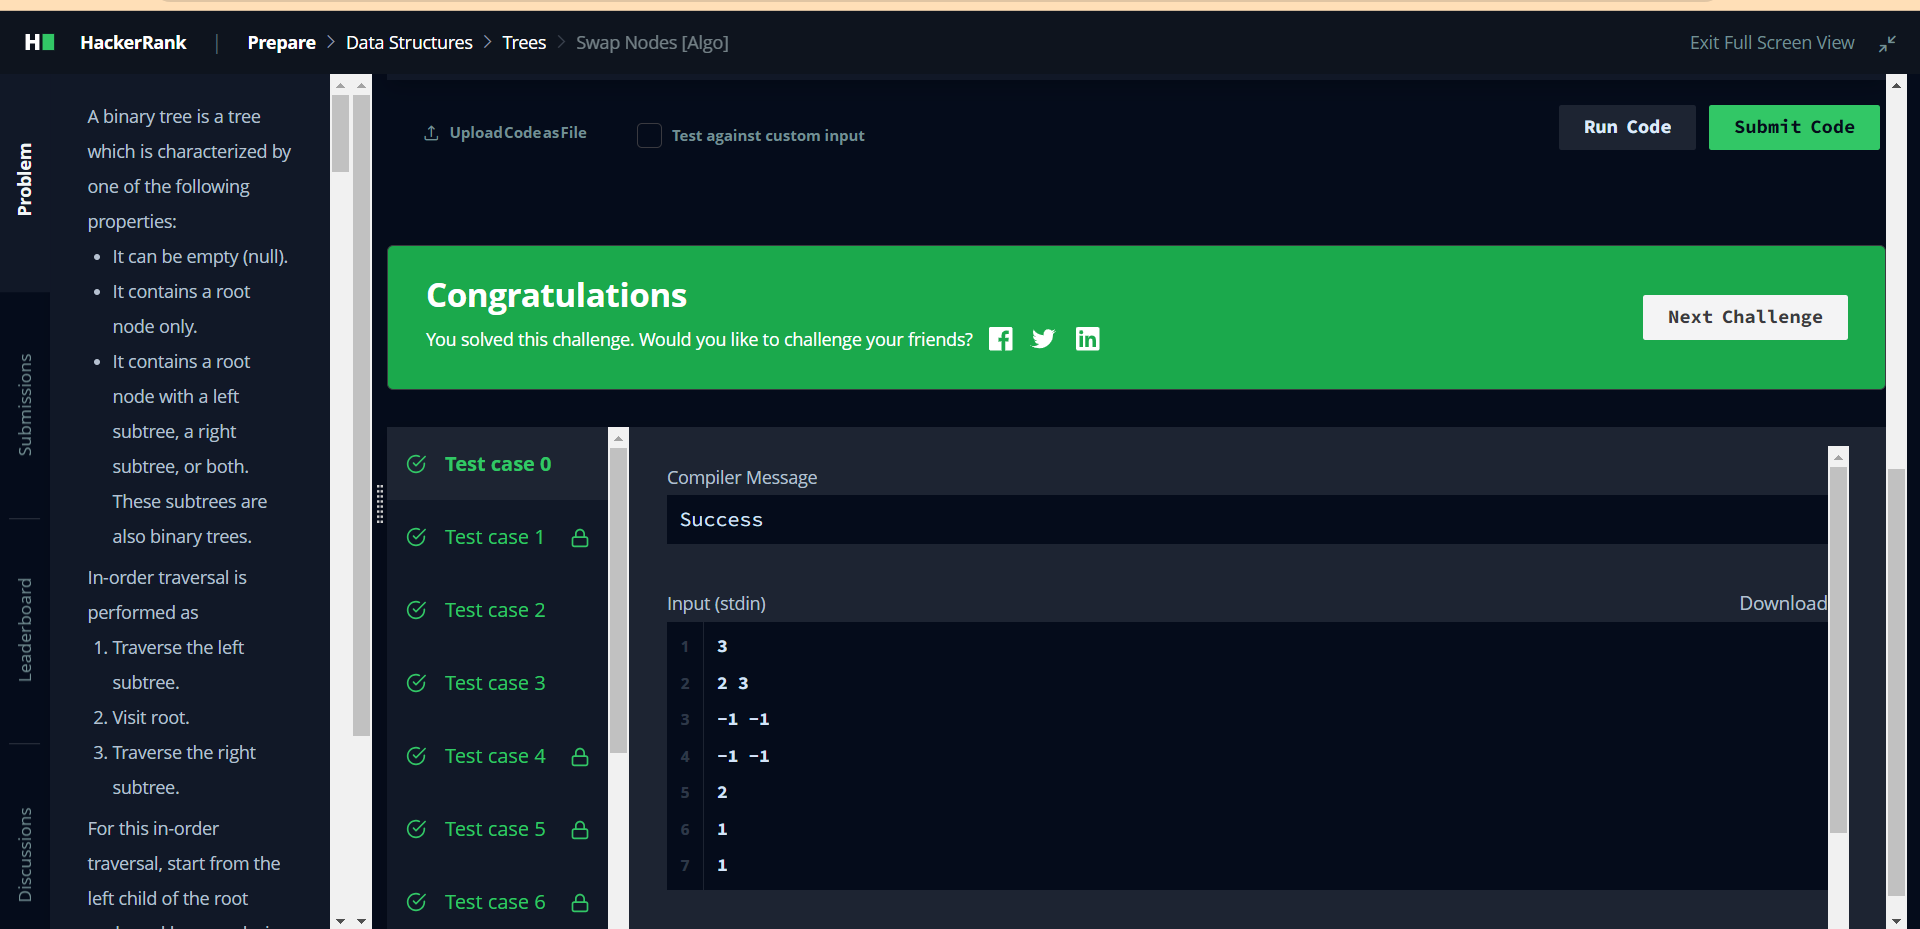 HackerRank | Prepare > Data Structures > Trees > Swap Nodes [Algo]
Exit Full Screen View
Problem
Submissions
Leaderboard
Discussions
A binary tree is a tree
which is characterized by
one of the following
properties:
• It can be empty (null).
• It contains a root
node only.
• It contains a root
node with a left
subtree, a right
subtree, or both.
These subtrees are
also binary trees.
In-order traversal is
performed as
1. Traverse the left
subtree.
2. Visit root.
3. Traverse the right
subtree.
For this in-order
traversal, start from the
left child of the root
Upload Code as File
Test against custom input
Run Code
Submit Code
Congratulations
You solved this challenge. Would you like to challenge your friends?
Next Challenge
Test case 0
Test case 1
Test case 2
Test case 3
Test case 4
Test case 5
Test case 6
Compiler Message
Success
Input (stdin)
Download
1 3
2 2 3
3 -1 -1
4 -1 -1
5 2
6 1
7 1